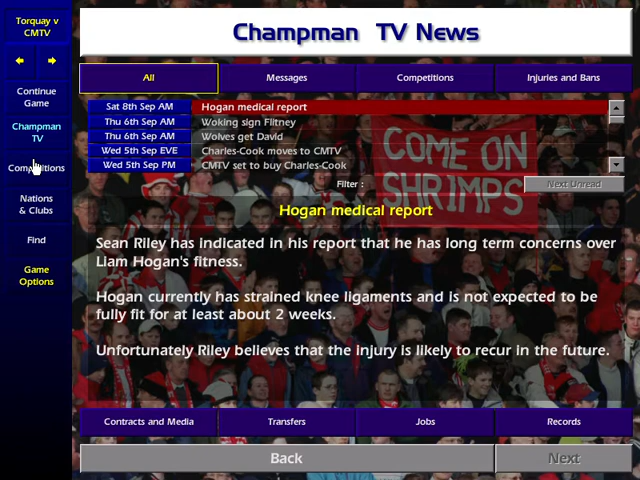 Torquay v
CMTV
Continue
Game
Champman
TV
Competitions
Nations
& Clubs
Find
Game
Options
Champman TV News
All
Messages
Competitions
Injuries and Bans
Sat 8th Sep AM Hogan medical report
Thu 6th Sep AM Woking sign Flitney
Thu 6th Sep AM Wolves get David
Wed 5th Sep EVE Charles-Cook moves to CMTV
Wed 5th Sep PM CMTV set to buy Charles-Cook
COME ON
SHRIMPS
Filter :
Next Unread
Hogan medical report
Sean Riley has indicated in his report that he has long term concerns over
Liam Hogan's fitness.
Hogan currently has strained knee ligaments and is not expected to be
fully fit for at least about 2 weeks.
Unfortunately Riley believes that the injury is likely to recur in the future.
Contracts and Media
Transfers
Jobs
Records
Back
Next